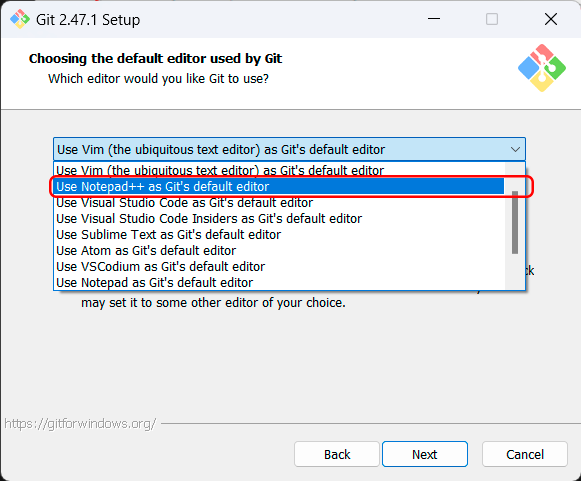 Git 2.47.1 Setup
Choosing the default editor used by Git
Which editor would you like Git to use?
Use Vim (the ubiquitous text editor) as Git's default editor
Use Vim (the ubiquitous text editor) as Git's default editor
Use Notepad++ as Git's default editor
Use Visual Studio Code as Git's default editor
Use Visual Studio Code Insiders as Git's default editor
Use Sublime Text as Git's default editor
Use Atom as Git's default editor
Use VSCodium as Git's default editor
Use Notepad as Git's default editor
may set it to some other editor of your choice.
https://gitforwindows.org/
Back
Next
Cancel